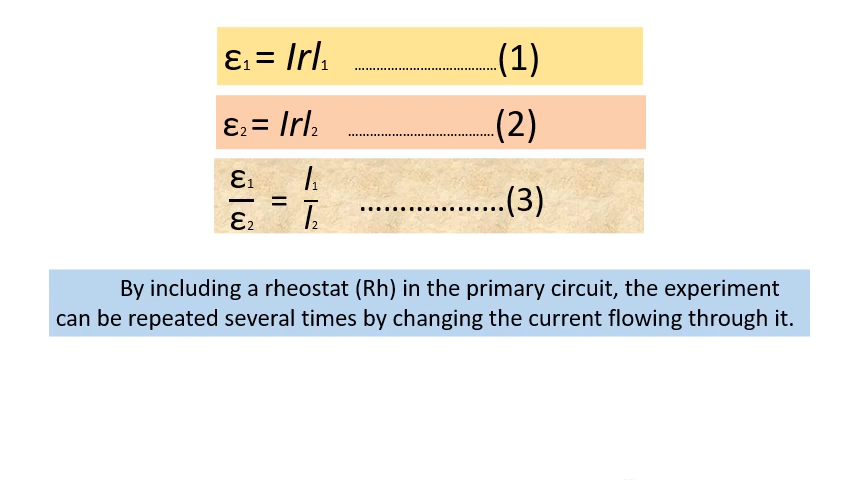 ε₁ = Irl₁ ......................................(1)
ε₂ = Irl₂ .......................................(2)
ε₁/ε₂ = l₁/l₂ ..................(3)
By including a rheostat (Rh) in the primary circuit, the experiment
can be repeated several times by changing the current flowing through it.